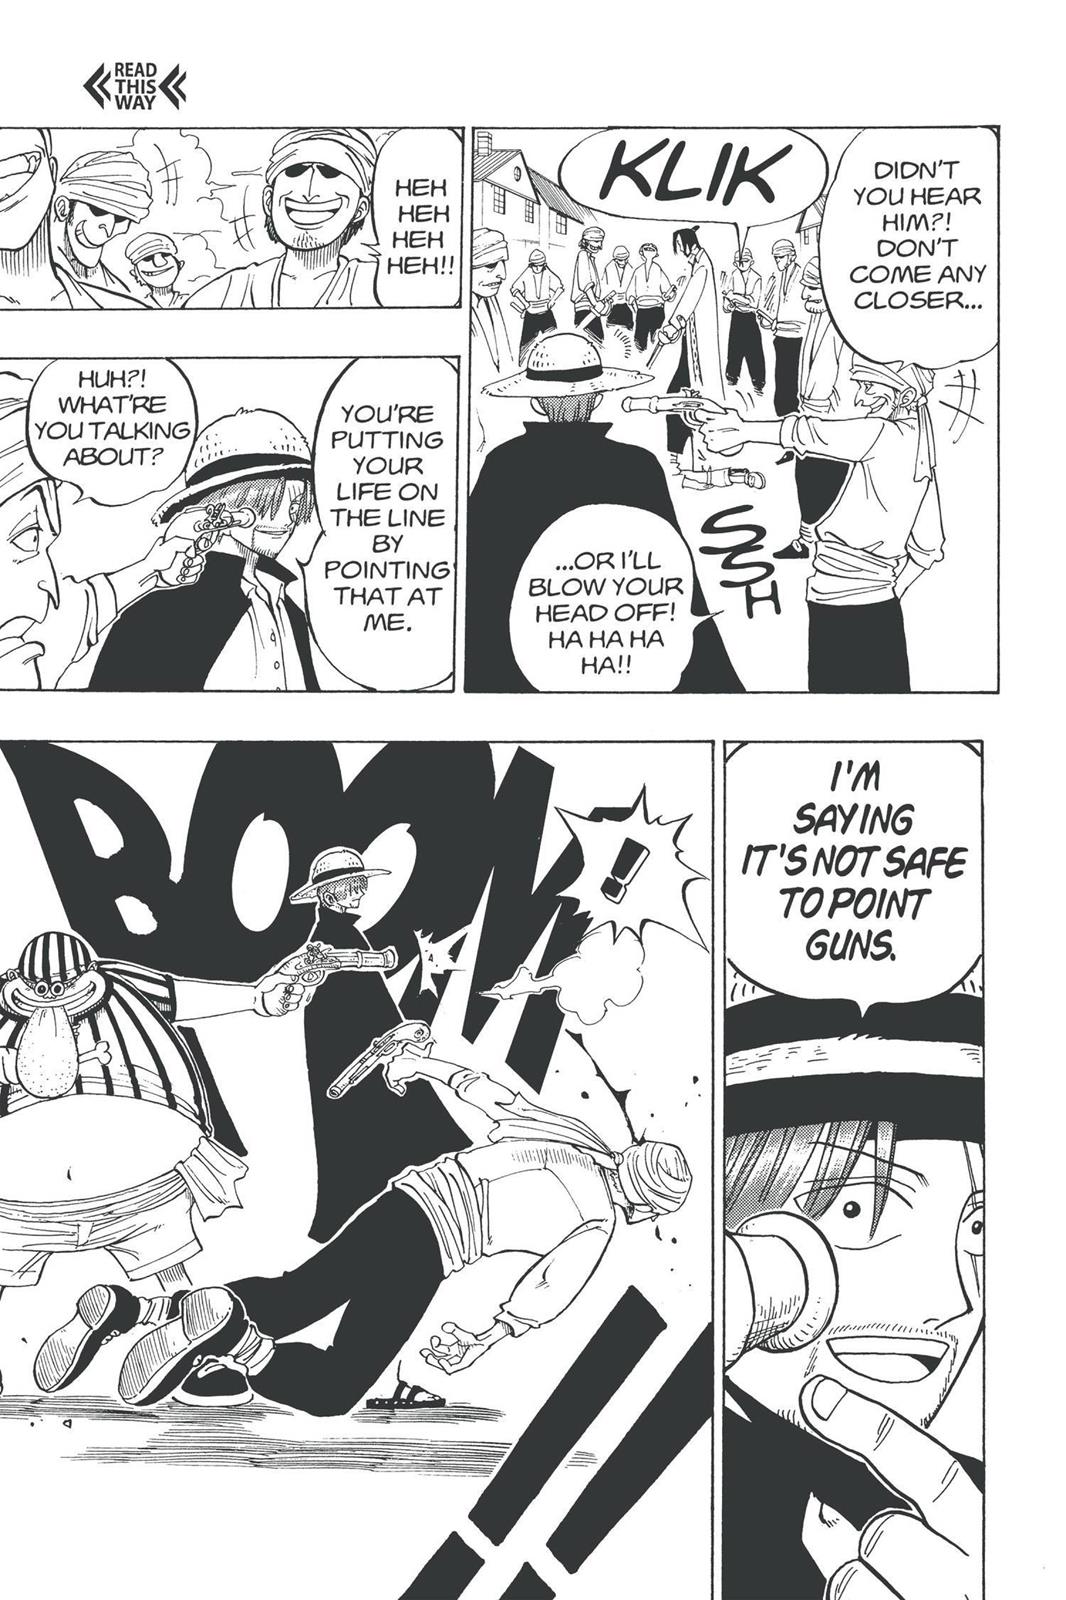 READ
THIS
WAY
DIDN'T
YOU HEAR
HIM?!
DON'T
COME ANY
CLOSER...
KLIK
...OR I'LL
BLOW YOUR
HEAD OFF!
HA HA HA
HA!!
SSSH
HEH
HEH
HEH
HEH!!
YOU'RE
PUTTING
YOUR
LIFE ON
THE LINE
BY
POINTING
THAT AT
ME.
HUH?!
WHAT'RE
YOU TALKING
ABOUT?
I'M
SAYING
IT'S NOT SAFE
TO POINT
GUNS.
!
BOOM!!